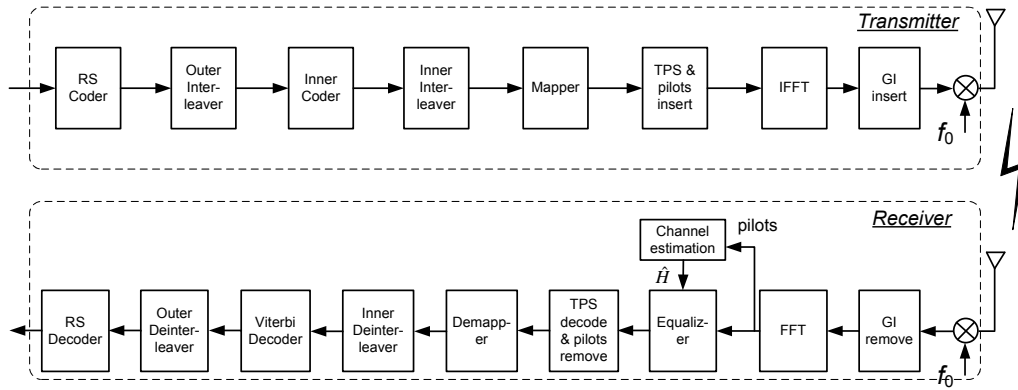 Transmitter
RS
Coder
Outer
Inter-
leaver
Inner
Coder
Inner
Inter-
leaver
Mapper
TPS &
pilots
insert
IFFT
GI
insert
f0
Receiver
Channel
estimation
pilots
Ĥ
RS
Decoder
Outer
Deinter-
leaver
Viterbi
Decoder
Inner
Deinter-
leaver
Demapp-
er
TPS
decode
& pilots
remove
Equaliz-
er
FFT
GI
remove
f0